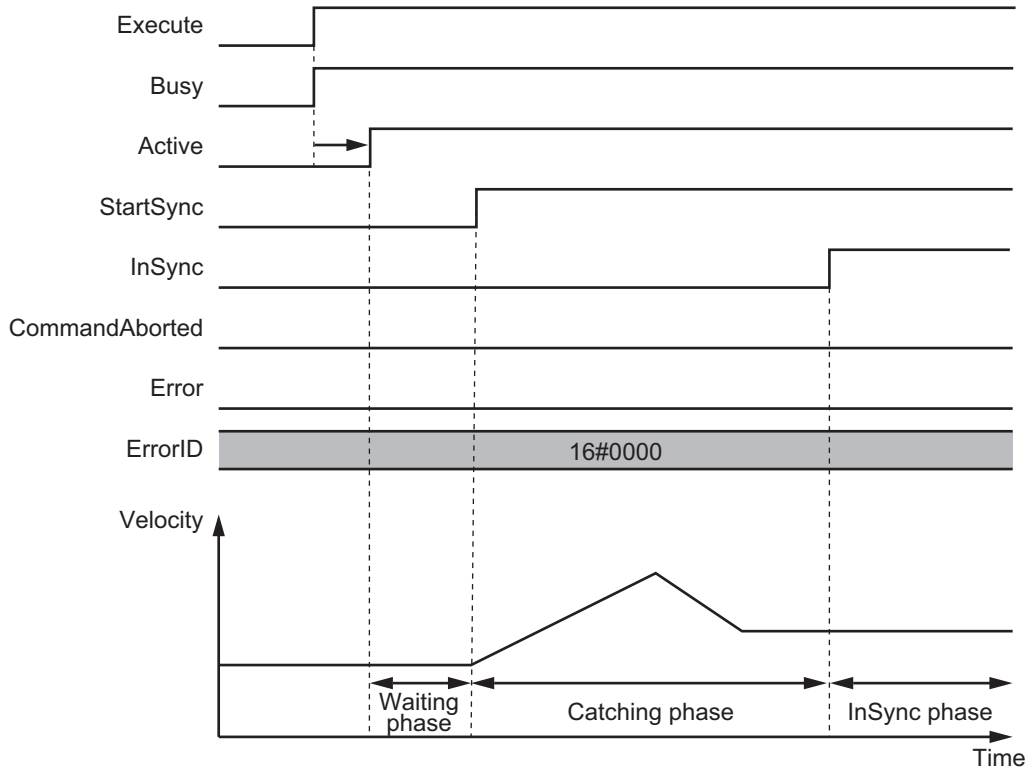 Execute
Busy
Active
StartSync
InSync
CommandAborted
Error
ErrorID
16#0000
Velocity
Waiting
phase
Catching phase
InSync phase
Time